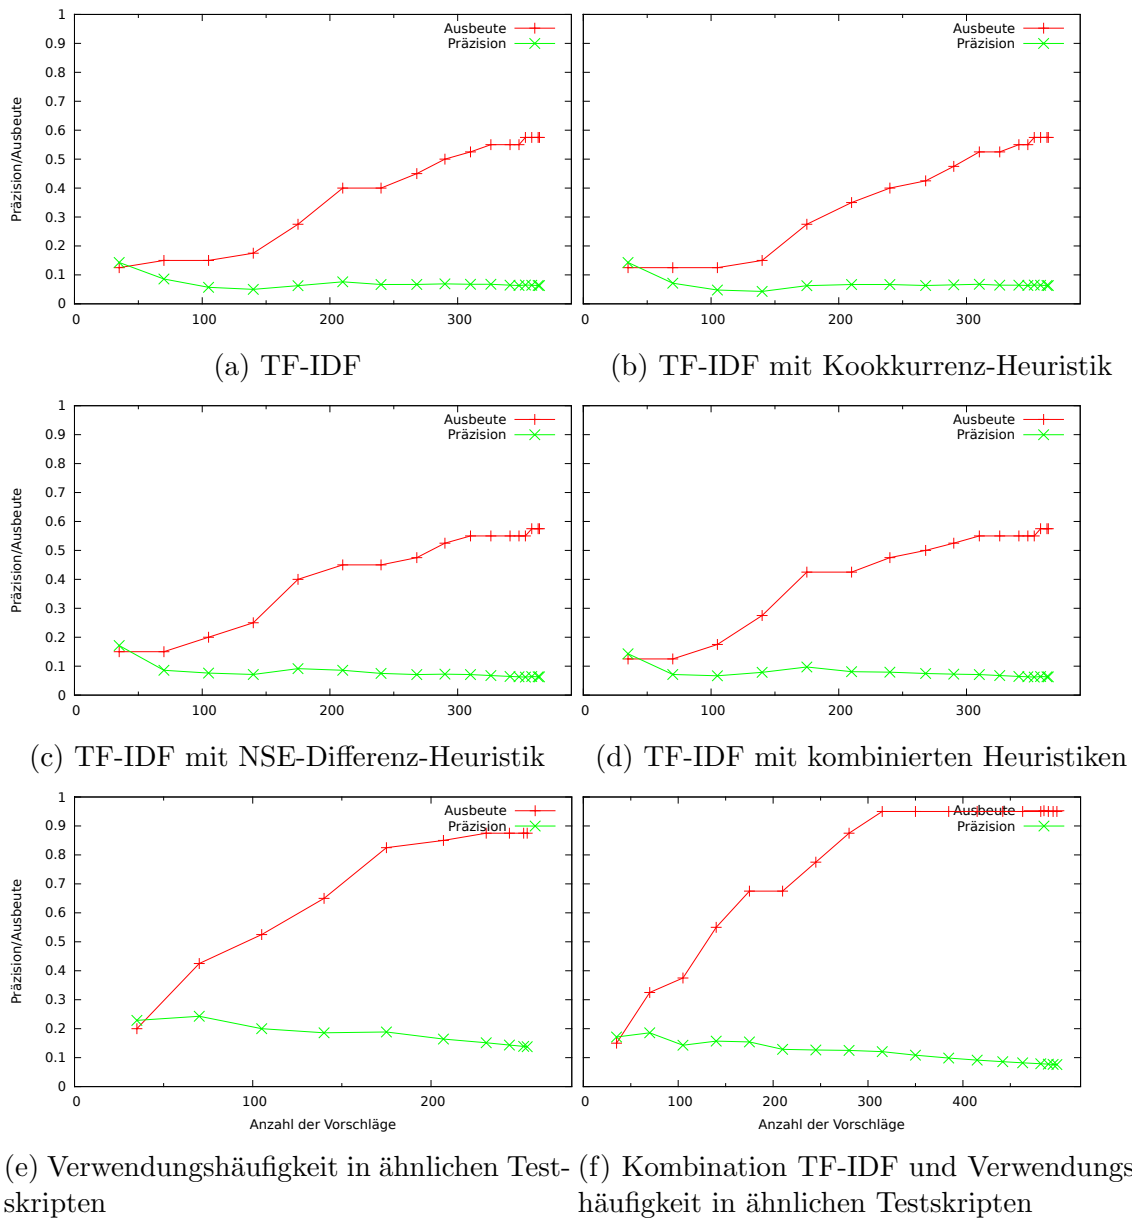 1
0.9
0.8
0.7
0.6
0.5
0.4
0.3
0.2
0.1
0
Präzision/Ausbeute
Ausbeute
Präzision
0 100 200 300
Ausbeute
Präzision
0 100 200 300
(a) TF-IDF
(b) TF-IDF mit Kookkurrenz-Heuristik
1
0.9
0.8
0.7
0.6
0.5
0.4
0.3
0.2
0.1
0
Präzision/Ausbeute
Ausbeute
Präzision
0 100 200 300
Ausbeute
Präzision
0 100 200 300
(c) TF-IDF mit NSE-Differenz-Heuristik
(d) TF-IDF mit kombinierten Heuristiken
1
0.9
0.8
0.7
0.6
0.5
0.4
0.3
0.2
0.1
0
Präzision/Ausbeute
Ausbeute
Präzision
0 100 200
Anzahl der Vorschläge
Ausbeute
Präzision
0 100 200 300 400
Anzahl der Vorschläge
(e) Verwendungshäufigkeit in ähnlichen Test-
skripten
(f) Kombination TF-IDF und Verwendungs
häufigkeit in ähnlichen Testskripten